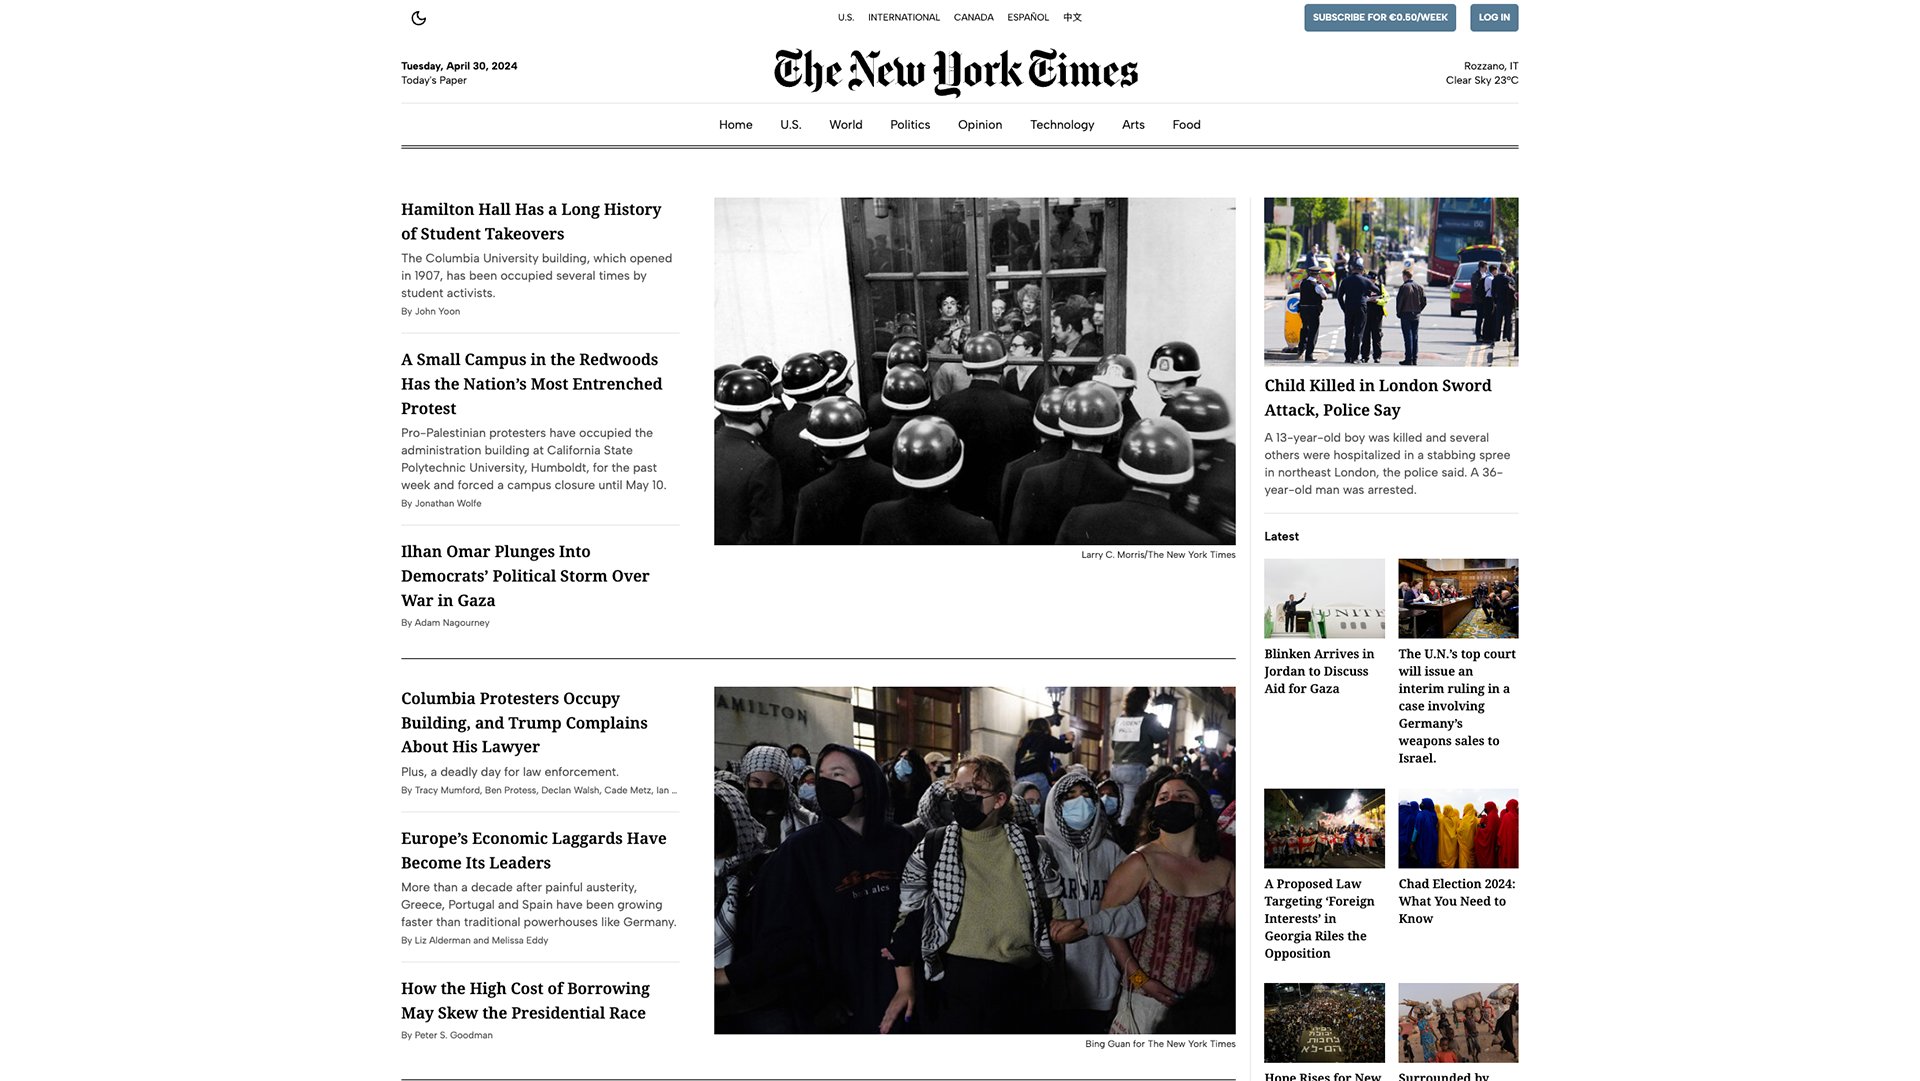 U.S. INTERNATIONAL CANADA ESPAÑOL 中文
SUBSCRIBE FOR €0.50/WEEK
LOG IN
Tuesday, April 30, 2024
Today's Paper
The New York Times
Rozzano, IT
Clear Sky 23°C
Home U.S. World Politics Opinion Technology Arts Food
Hamilton Hall Has a Long History
of Student Takeovers
The Columbia University building, which opened
in 1907, has been occupied several times by
student activists.
By John Yoon
A Small Campus in the Redwoods
Has the Nation’s Most Entrenched
Protest
Pro-Palestinian protesters have occupied the
administration building at California State
Polytechnic University, Humboldt, for the past
week and forced a campus closure until May 10.
By Jonathan Wolfe
Ilhan Omar Plunges Into
Democrats’ Political Storm Over
War in Gaza
By Adam Nagourney
Larry C. Morris/The New York Times
Columbia Protesters Occupy
Building, and Trump Complains
About His Lawyer
Plus, a deadly day for law enforcement.
By Tracy Mumford, Ben Protess, Declan Walsh, Cade Metz, Ian ...
Europe’s Economic Laggards Have
Become Its Leaders
More than a decade after painful austerity,
Greece, Portugal and Spain have been growing
faster than traditional powerhouses like Germany.
By Liz Alderman and Melissa Eddy
How the High Cost of Borrowing
May Skew the Presidential Race
By Peter S. Goodman
AMILTON
Bing Guan for The New York Times
Child Killed in London Sword
Attack, Police Say
A 13-year-old boy was killed and several
others were hospitalized in a stabbing spree
in northeast London, the police said. A 36-
year-old man was arrested.
Latest
UNITE
Blinken Arrives in
Jordan to Discuss
Aid for Gaza
The U.N.’s top court
will issue an
interim ruling in a
case involving
Germany’s
weapons sales to
Israel.
A Proposed Law
Targeting ‘Foreign
Interests’ in
Georgia Riles the
Opposition
Chad Election 2024:
What You Need to
Know
Hope Rises for New
Surrounded by